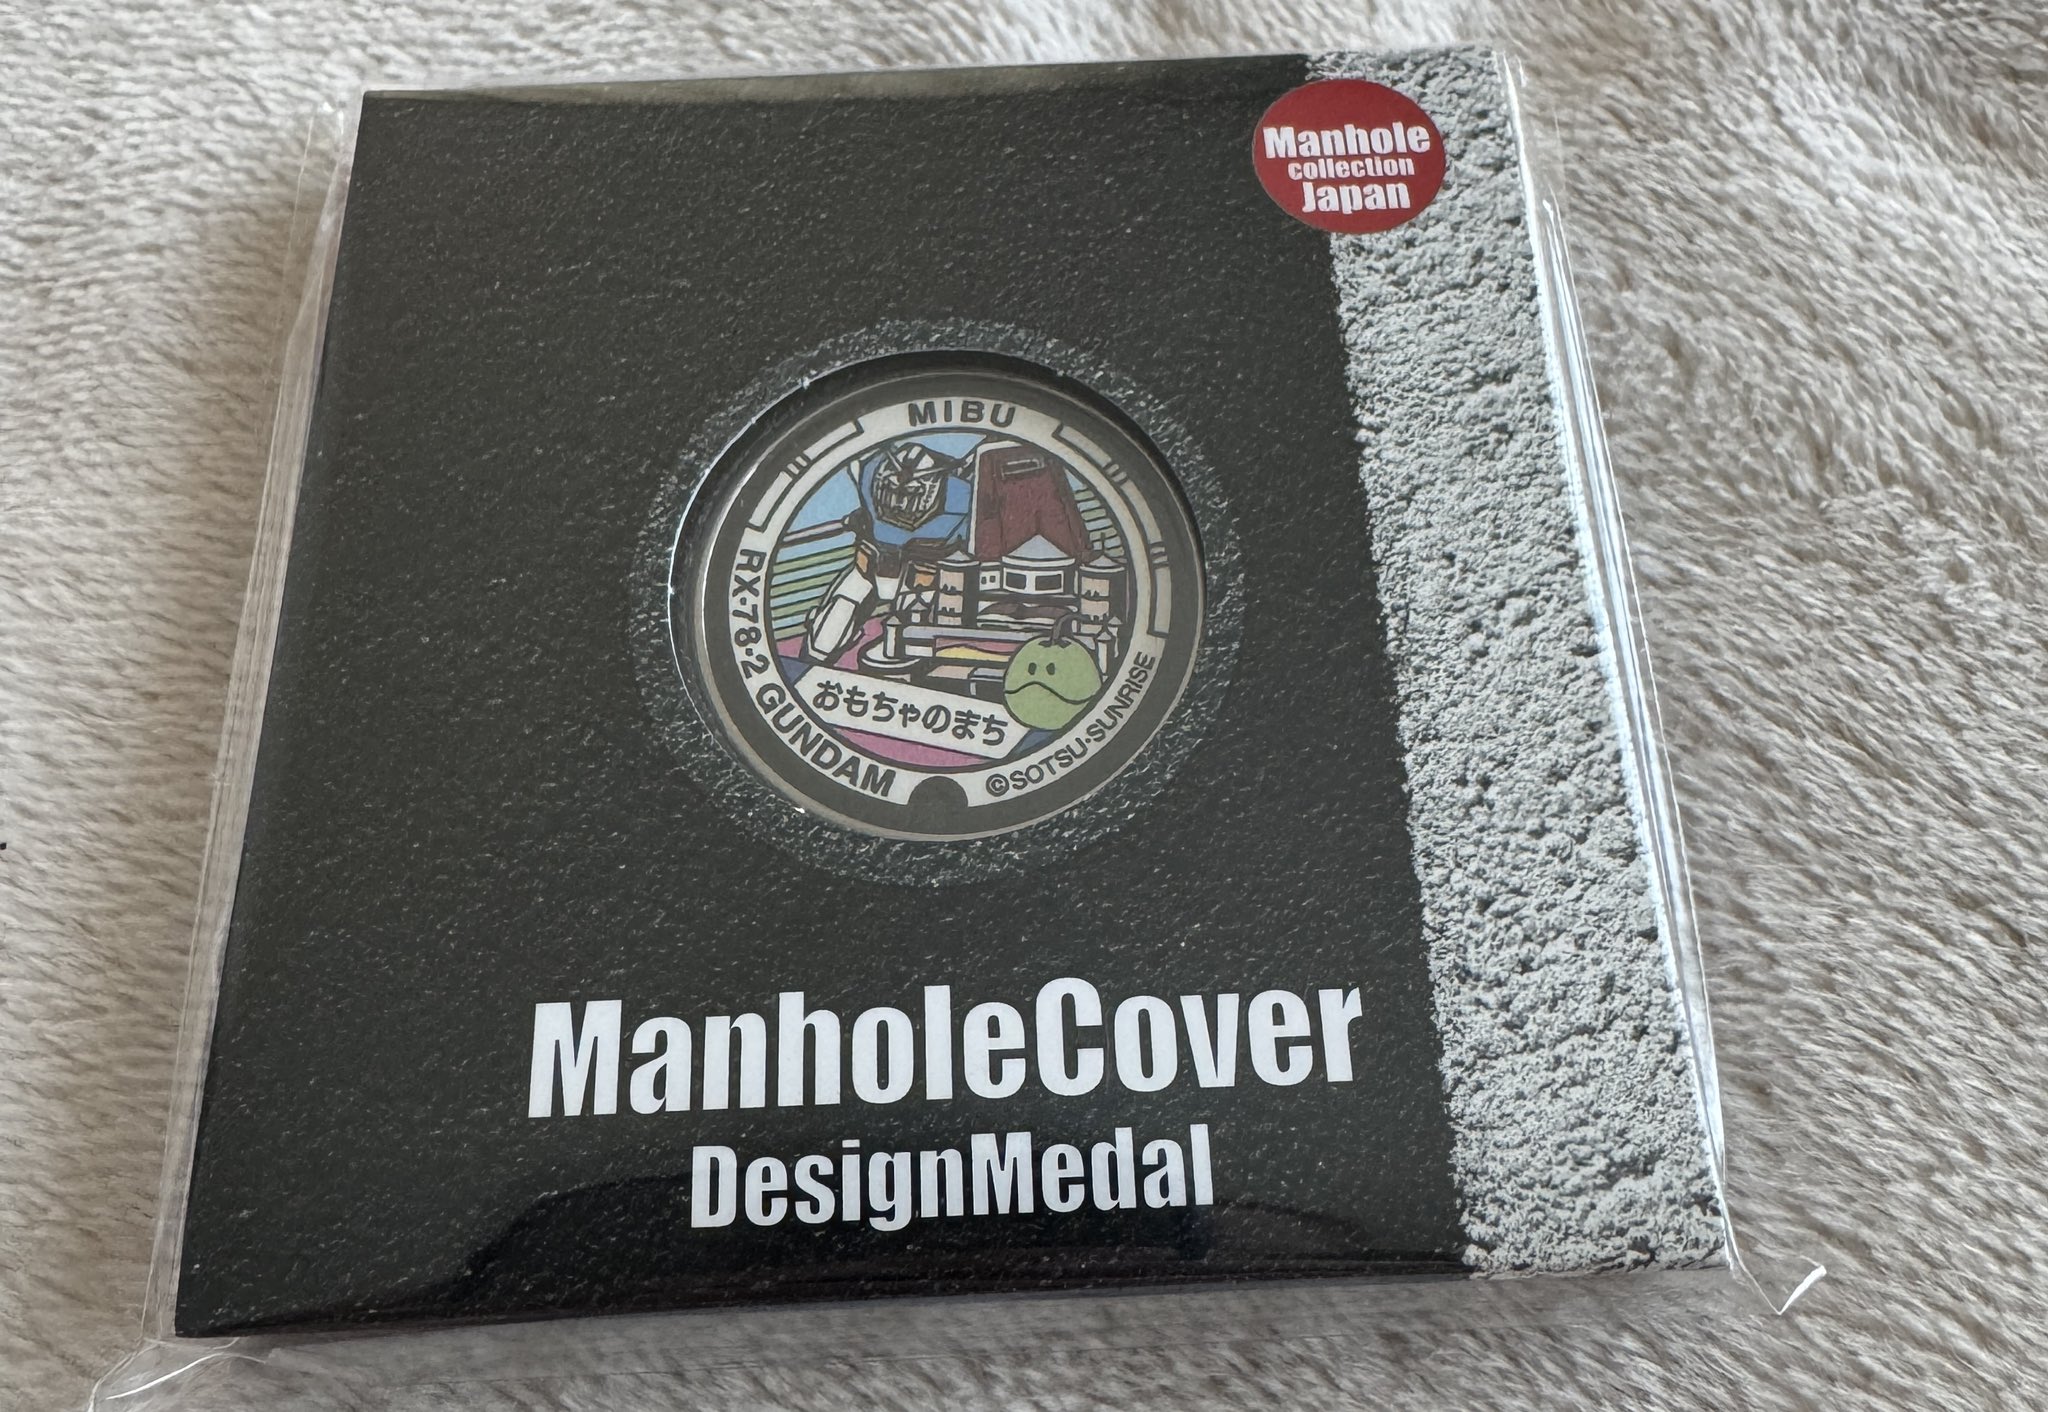 Manhole
collection
Japan
MIBU
RX-78-2 GUNDAM
おもちゃのまち
©SOTSU・SUNRISE
ManholeCover
DesignMedal